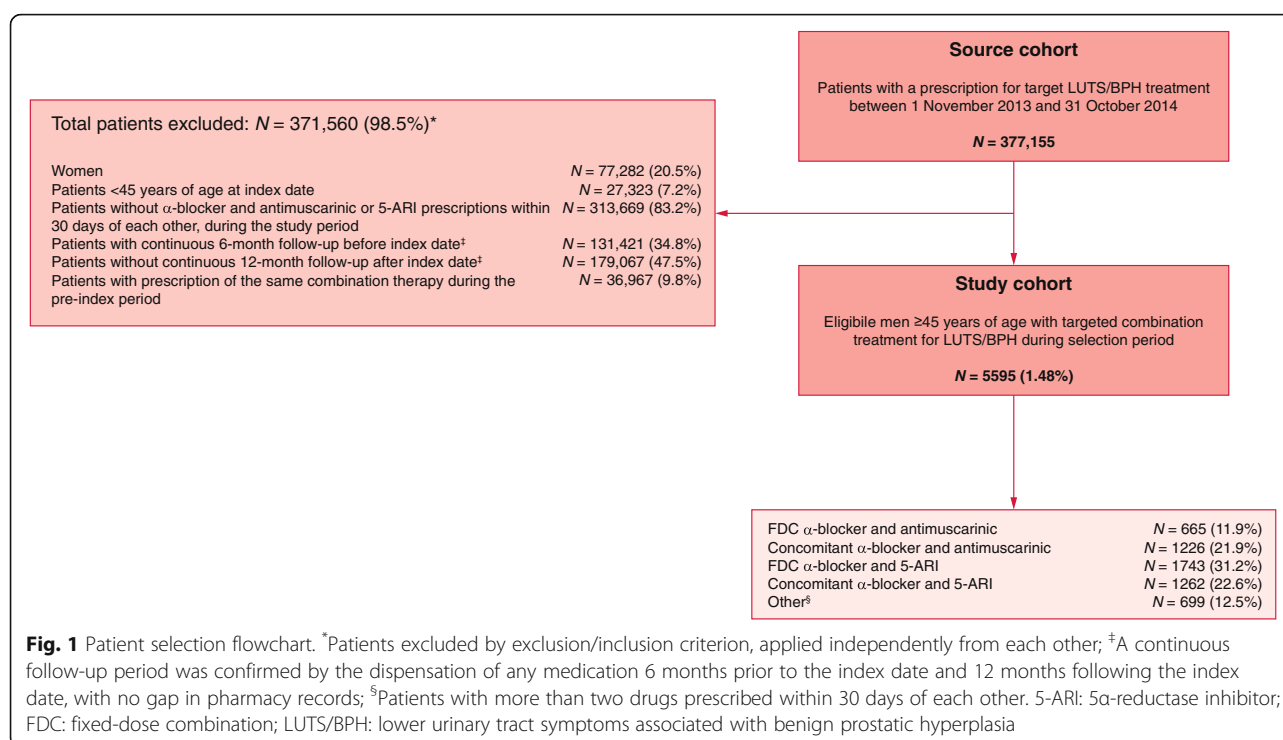 Source cohort
Patients with a prescription for target LUTS/BPH treatment
between 1 November 2013 and 31 October 2014
N = 377,155
Total patients excluded: N = 371,560 (98.5%)*
Women N = 77,282 (20.5%)
Patients <45 years of age at index date N = 27,323 (7.2%)
Patients without α-blocker and antimuscarinic or 5-ARI prescriptions within N = 313,669 (83.2%)
30 days of each other, during the study period
Patients with continuous 6-month follow-up before index date‡ N = 131,421 (34.8%)
Patients without continuous 12-month follow-up after index date‡ N = 179,067 (47.5%)
Patients with prescription of the same combination therapy during the N = 36,967 (9.8%)
pre-index period
Study cohort
Eligibile men ≥45 years of age with targeted combination
treatment for LUTS/BPH during selection period
N = 5595 (1.48%)
FDC α-blocker and antimuscarinic N = 665 (11.9%)
Concomitant α-blocker and antimuscarinic N = 1226 (21.9%)
FDC α-blocker and 5-ARI N = 1743 (31.2%)
Concomitant α-blocker and 5-ARI N = 1262 (22.6%)
Other§ N = 699 (12.5%)
Fig. 1 Patient selection flowchart. *Patients excluded by exclusion/inclusion criterion, applied independently from each other; ‡A continuous
follow-up period was confirmed by the dispensation of any medication 6 months prior to the index date and 12 months following the index
date, with no gap in pharmacy records; §Patients with more than two drugs prescribed within 30 days of each other. 5-ARI: 5α-reductase inhibitor;
FDC: fixed-dose combination; LUTS/BPH: lower urinary tract symptoms associated with benign prostatic hyperplasia